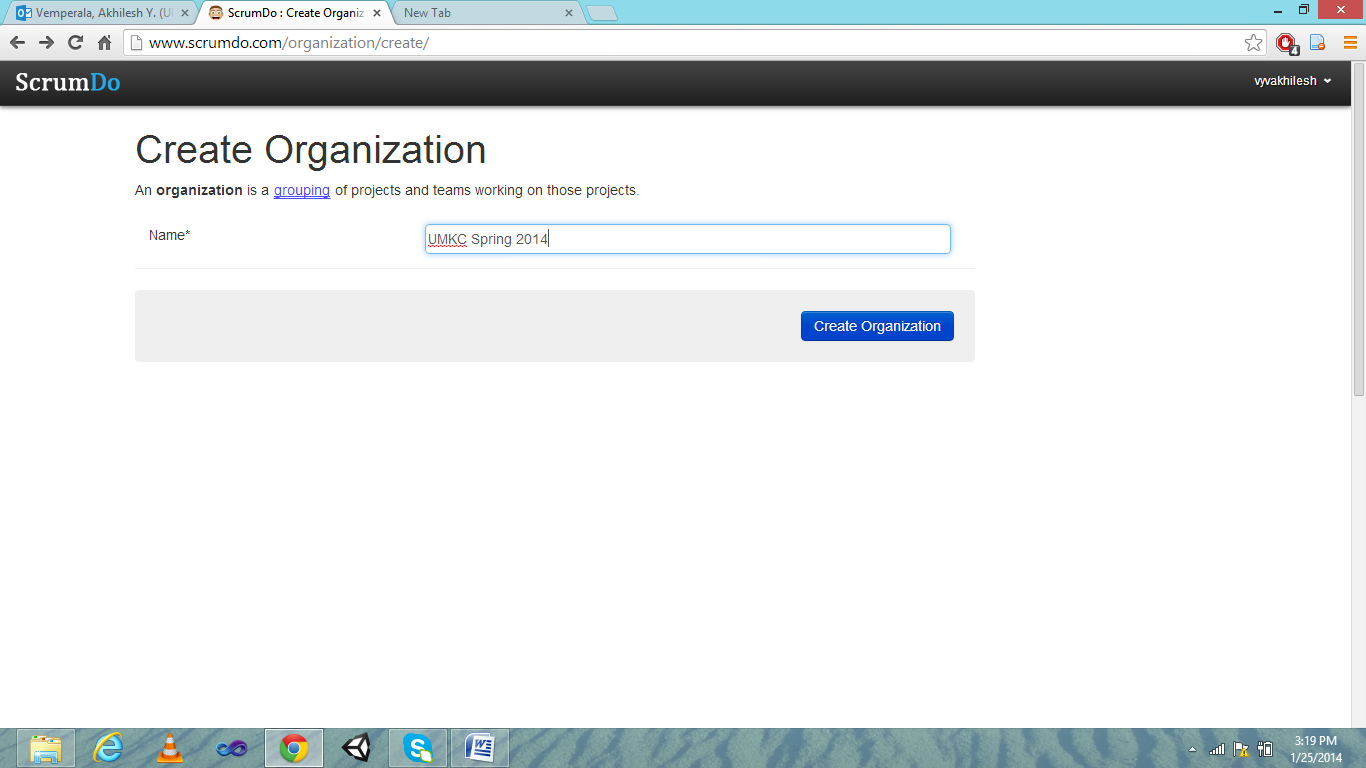 Vemperala, Akhilesh Y. (U
ScrumDo : Create Organiz
New Tab
www.scrumdo.com/organization/create/
4
ScrumDo
vyvakhilesh
Create Organization
An organization is a grouping of projects and teams working on those projects.
Name*
UMKC Spring 2014
Create Organization
3:19 PM
1/25/2014